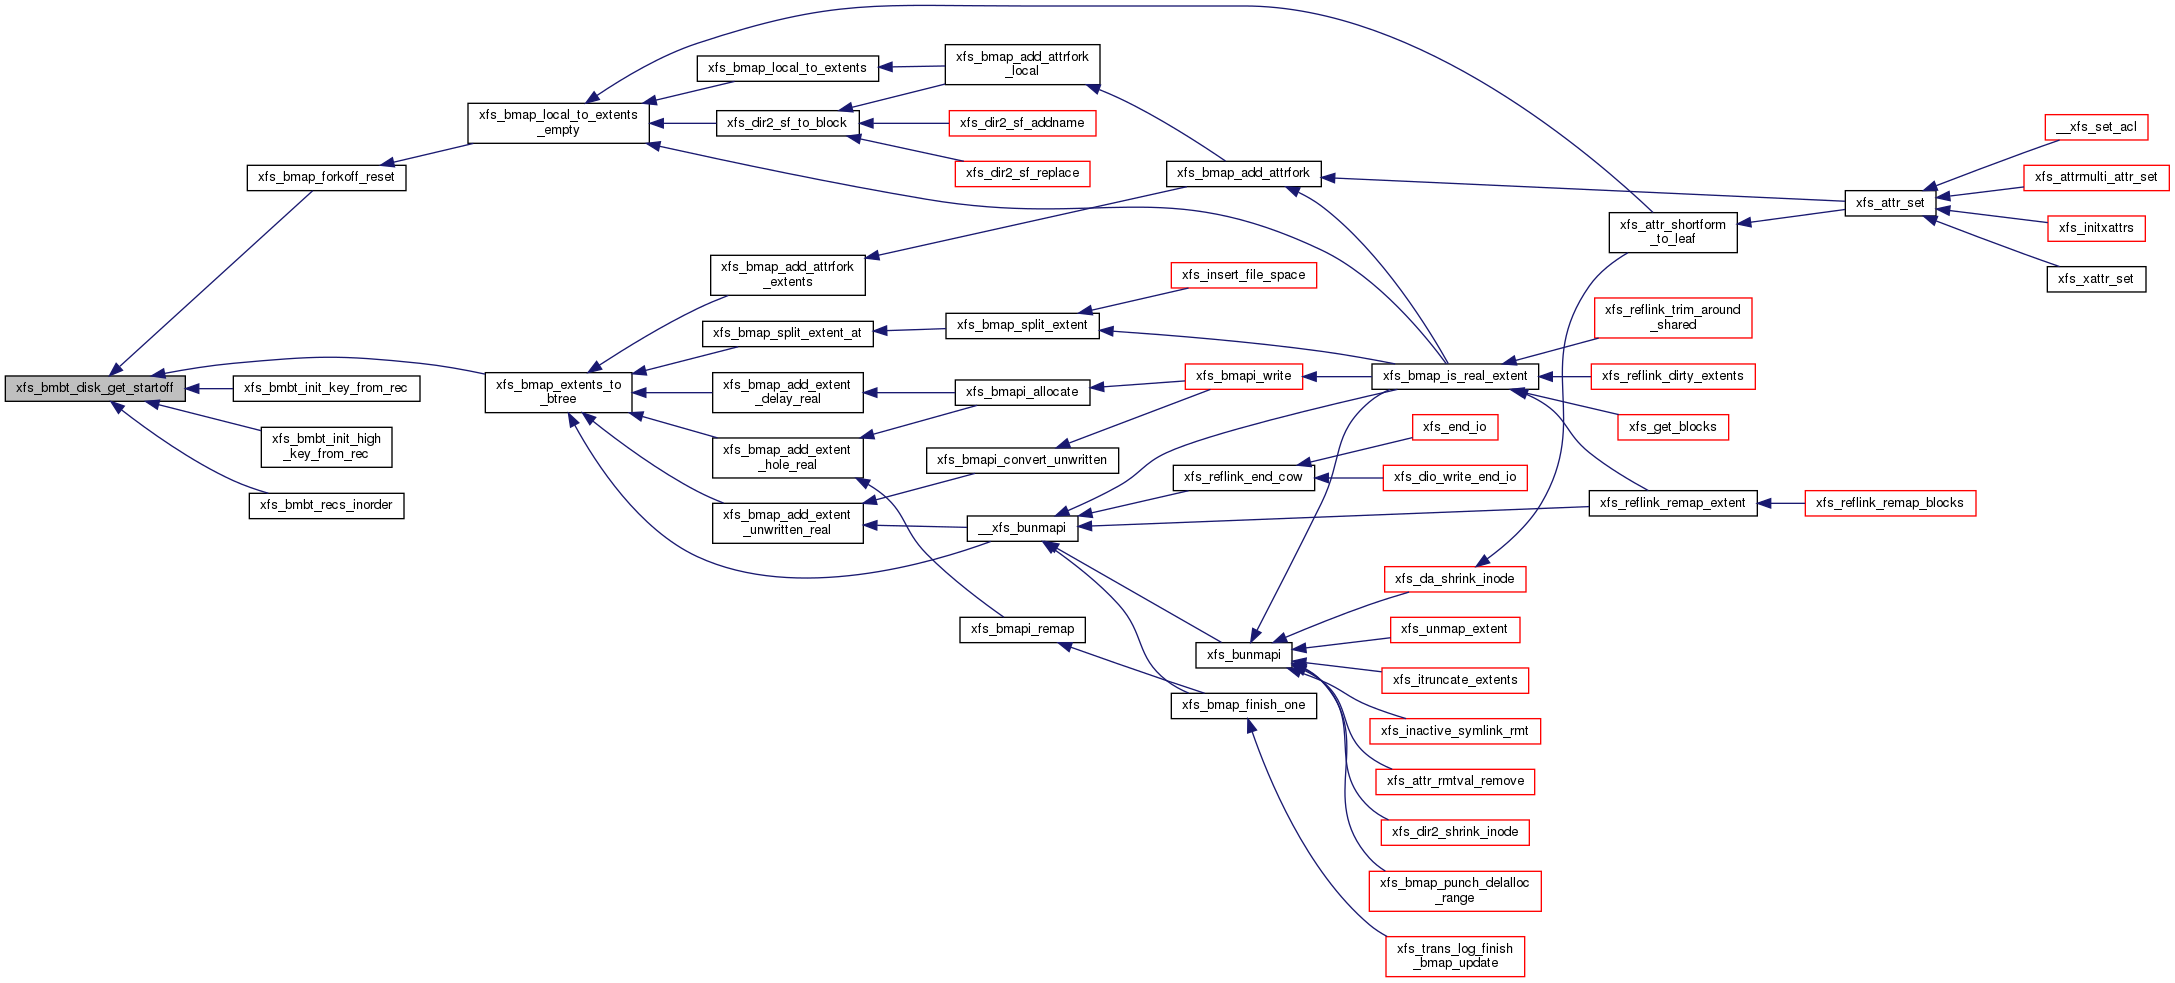 xfs_bmbt_disk_get_startoff
xfs_bmap_forkoff_reset
xfs_bmbt_init_key_from_rec
xfs_bmbt_init_high
_key_from_rec
xfs_bmbt_recs_inorder
xfs_bmap_local_to_extents
_empty
xfs_bmap_extents_to
_btree
xfs_bmap_local_to_extents
xfs_dir2_sf_to_block
xfs_bmap_add_attrfork
_extents
xfs_bmap_split_extent_at
xfs_bmap_add_extent
_delay_real
xfs_bmap_add_extent
_hole_real
xfs_bmap_add_extent
_unwritten_real
xfs_bmap_add_attrfork
_local
xfs_dir2_sf_addname
xfs_dir2_sf_replace
xfs_bmap_split_extent
xfs_bmapi_allocate
xfs_bmapi_convert_unwritten
__xfs_bunmapi
xfs_bmapi_remap
xfs_bmap_add_attrfork
xfs_insert_file_space
xfs_bmapi_write
xfs_reflink_end_cow
xfs_bunmapi
xfs_bmap_finish_one
xfs_bmap_is_real_extent
xfs_end_io
xfs_dio_write_end_io
xfs_da_shrink_inode
xfs_unmap_extent
xfs_itruncate_extents
xfs_inactive_symlink_rmt
xfs_attr_rmtval_remove
xfs_dir2_shrink_inode
xfs_bmap_punch_delalloc
_range
xfs_trans_log_finish
_bmap_update
xfs_attr_shortform
_to_leaf
xfs_reflink_trim_around
_shared
xfs_reflink_dirty_extents
xfs_get_blocks
xfs_reflink_remap_extent
xfs_attr_set
xfs_reflink_remap_blocks
__xfs_set_acl
xfs_attrmulti_attr_set
xfs_initxattrs
xfs_xattr_set